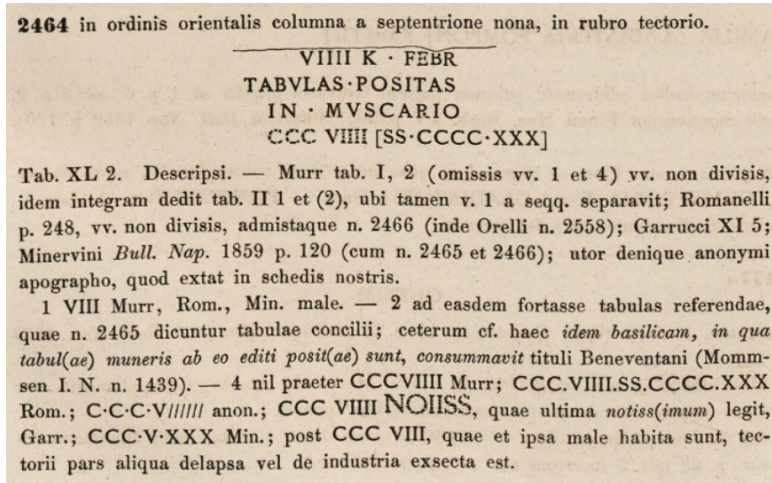 2464 in ordinis orientalis columna a septentrione nona, in rubro tectorio.
VIIII K · FEBR
TABVLAS·POSITAS
IN · MVSCARIO
CCC VIIII [SS·CCCC·XXX]
Tab. XL 2. Descripsi. — Murr tab. I, 2 (omissis vv. 1 et 4) vv. non divisis,
idem integram dedit tab. II 1 et (2), ubi tamen v. 1 a seqq. separavit; Romanelli
p. 248, vv. non divisis, admistaque n. 2466 (inde Orelli n. 2558); Garrucci XI 5;
Minervini Bull. Nap. 1859 p. 120 (cum n. 2465 et 2466); utor denique anonymi
apographo, quod extat in schedis nostris.
1 VIII Murr, Rom., Min. male. — 2 ad easdem fortasse tabulas referendae,
quae n. 2465 dicuntur tabulae concilii; ceterum cf. haec idem basilicam, in qua
tabul(ae) muneris ab eo editi posit(ae) sunt, consummavit tituli Beneventani (Momm-
sen I. N. n. 1439). — 4 nil praeter CCCVIIII Murr; CCC.VIIII.SS.CCCC.XXX
Rom.; C·C·C·V////// anon.; CCC VIIII NOIISS, quae ultima notiss(imum) legit,
Garr.; CCC·V·XXX Min.; post CCC VIII, quae et ipsa male habita sunt, tec-
torii pars aliqua delapsa vel de industria exsecta est.